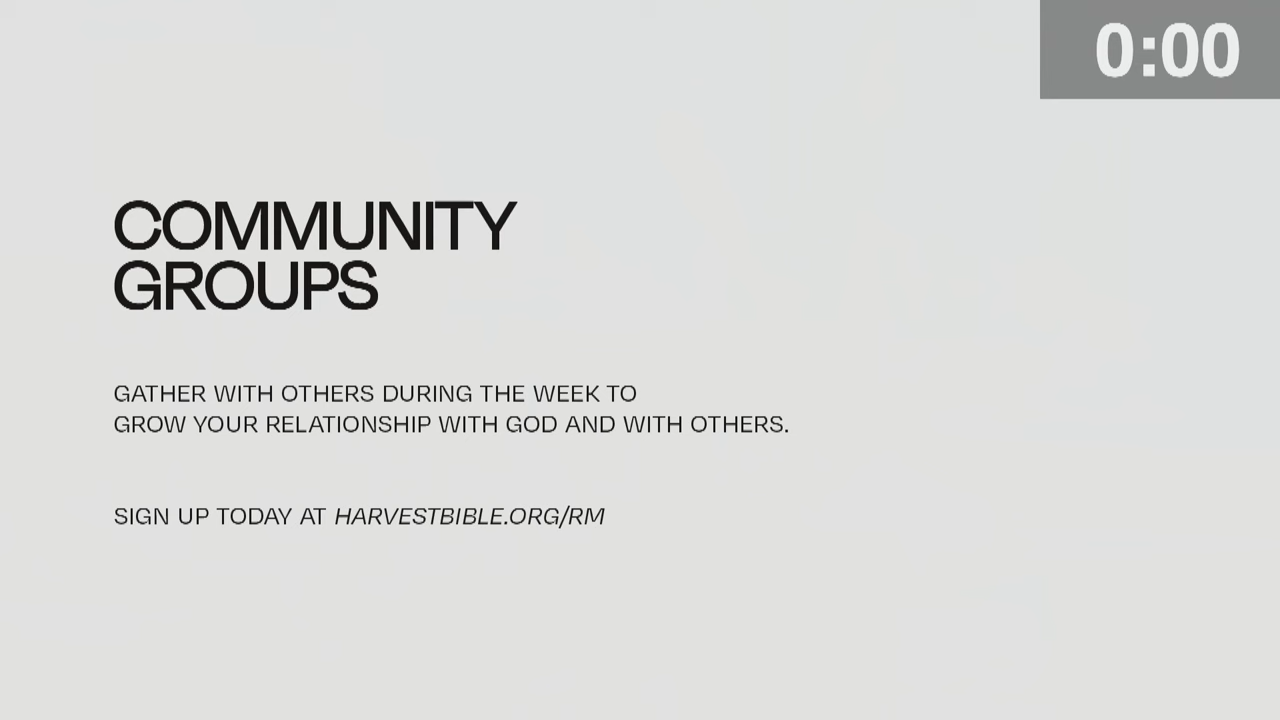 0:00
COMMUNITY
GROUPS
GATHER WITH OTHERS DURING THE WEEK TO
GROW YOUR RELATIONSHIP WITH GOD AND WITH OTHERS.
SIGN UP TODAY AT HARVESTBIBLE.ORG/RM